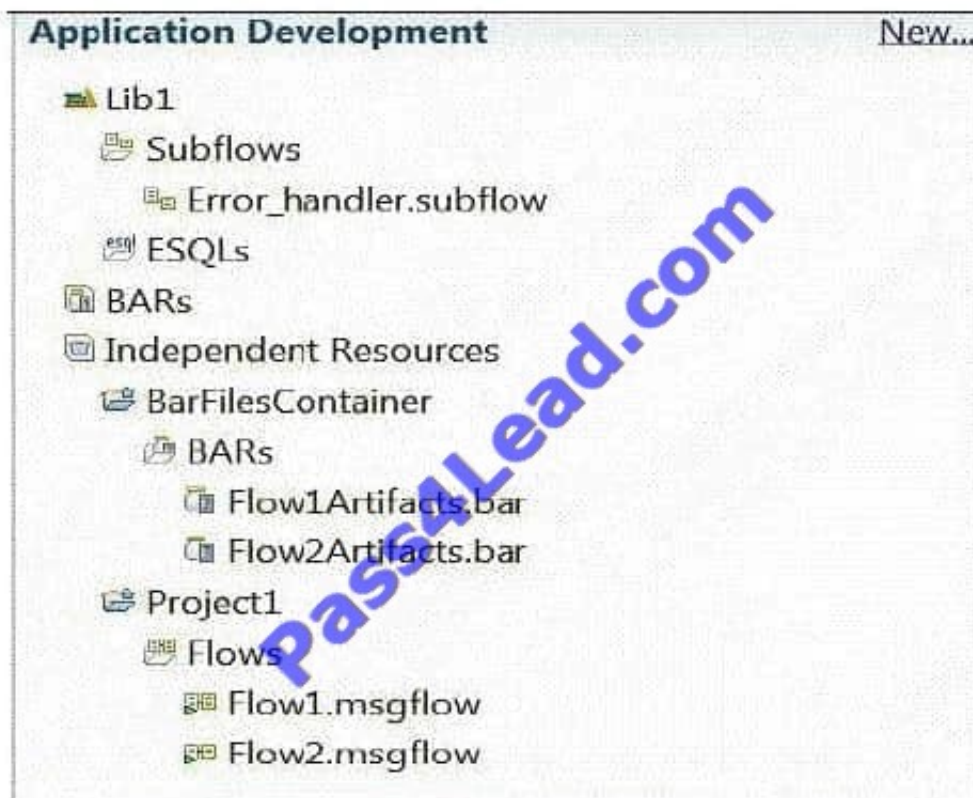 Application Development New...
Lib1
Subflows
Error_handler.subflow
esql ESQLs
BARs
Independent Resources
BarFilesContainer
BARs
Flow1Artifacts.bar
Flow2Artifacts.bar
Project1
Flows
Flow1.msgflow
Flow2.msgflow
Pass4Lead.com